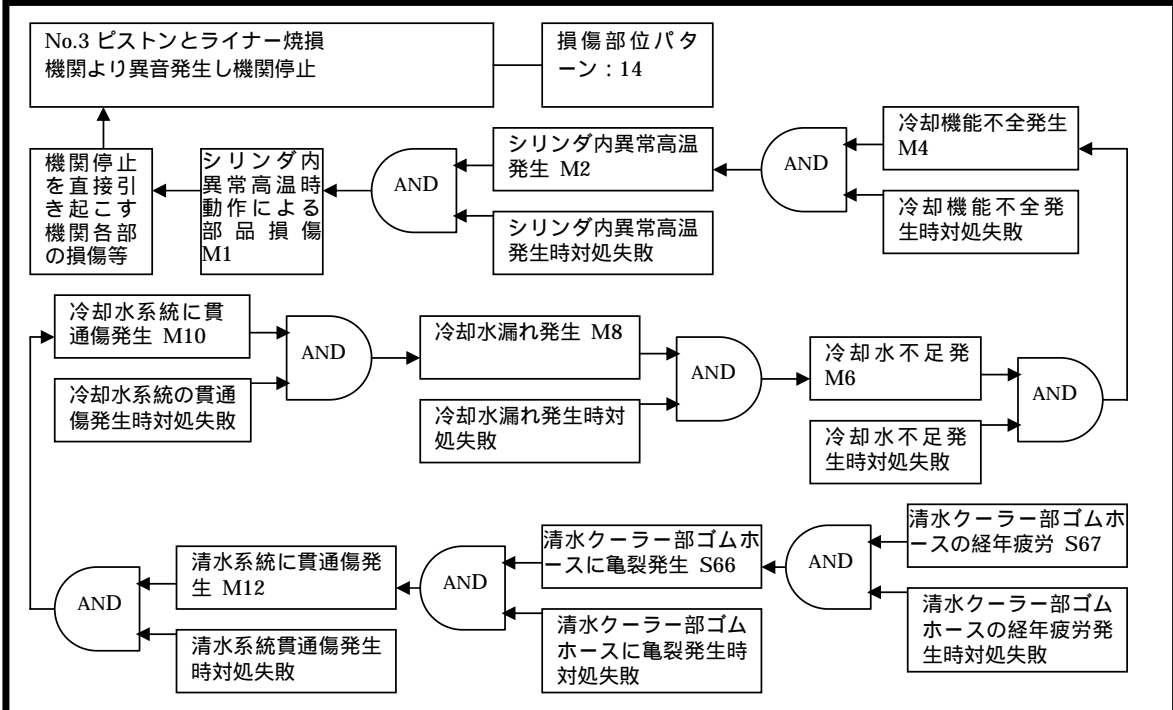 No.3 ピストンとライナー焼損
機関より異音発生し機関停止
損傷部位パタ
ーン：14
機関停止
を直接引
き起こす
機関各部
の損傷等
シリンダ内
異常高温時
動作による
部品損傷
M1
AND
シリンダ内異常高温
発生 M2
シリンダ内異常高温
発生時対処失敗
AND
冷却機能不全発生
M4
冷却機能不全発
生時対処失敗
冷却水系統に貫
通傷発生 M10
冷却水系統の貫通
傷発生時対処失敗
AND
冷却水漏れ発生 M8
冷却水漏れ発生時対
処失敗
AND
冷却水不足発
M6
冷却水不足発
生時対処失敗
AND
AND
清水系統に貫通傷発
生 M12
清水系統貫通傷発生
時対処失敗
AND
清水クーラー部ゴムホ
ースに亀裂発生 S66
清水クーラー部ゴム
ホースに亀裂発生時
対処失敗
AND
清水クーラー部ゴムホ
ースの経年疲労 S67
清水クーラー部ゴム
ホースの経年疲労発
生時対処失敗